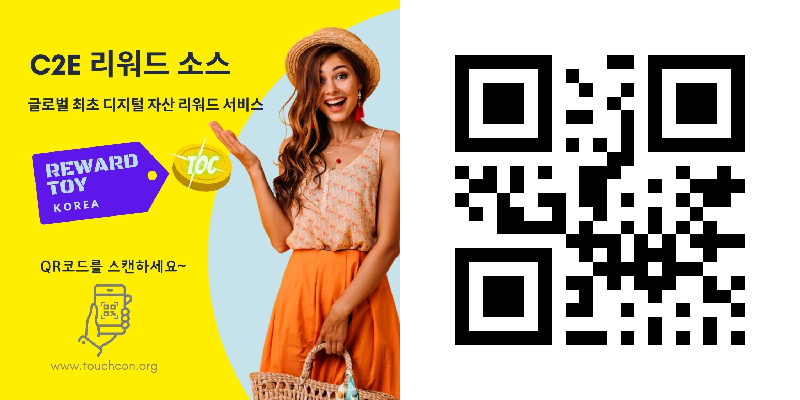 C2E 리워드 소스
글로벌 최초 디지털 자산 리워드 서비스
REWARD
TOY
KOREA
TOC
QR코드를 스캔하세요~
www.touchcon.org